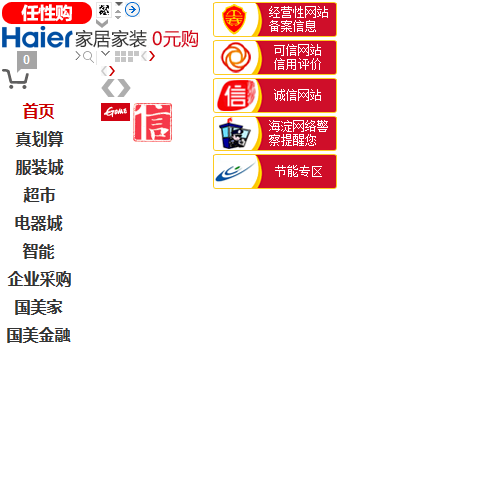 任性购
Haier 家居家装 0元购
0
首页
真划算
服装城
超市
电器城
智能
企业采购
国美家
国美金融
GOME
信
经营性网站
备案信息
可信网站
信用评价
信
诚信网站
海淀网络警
察提醒您
节能专区